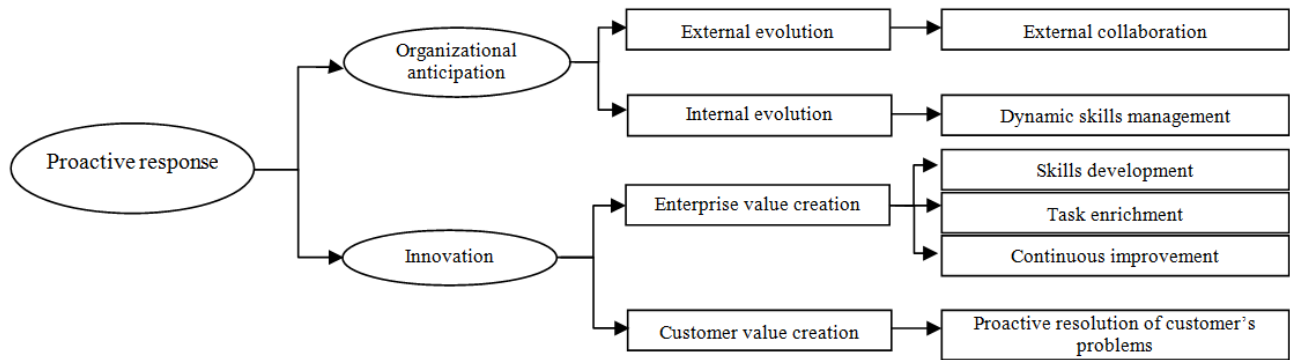 Proactive response
Organizational
anticipation
Innovation
External evolution
Internal evolution
Enterprise value creation
Customer value creation
External collaboration
Dynamic skills management
Skills development
Task enrichment
Continuous improvement
Proactive resolution of customer’s
problems